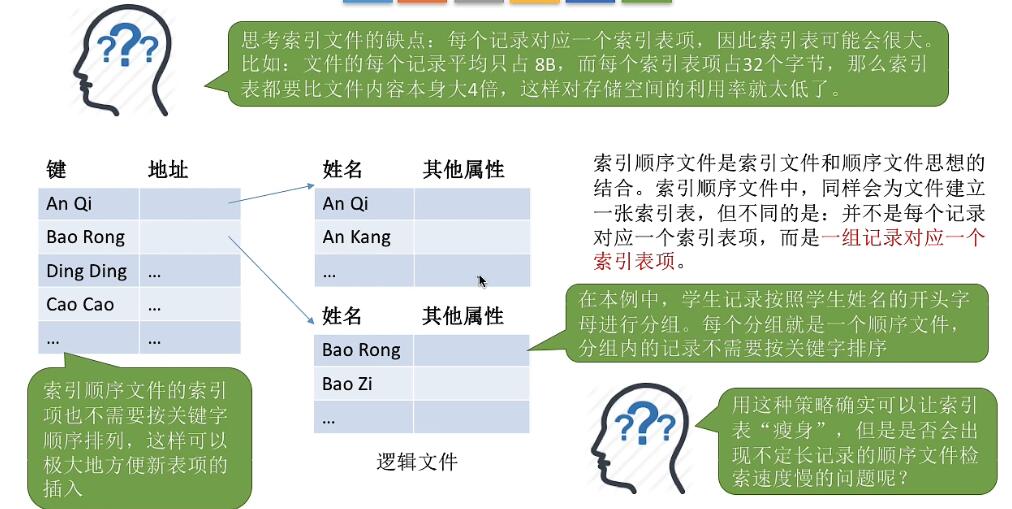 思考索引文件的缺点：每个记录对应一个索引表项，因此索引表可能会很大。
比如：文件的每个记录平均只占 8B，而每个索引表项占32个字节，那么索引
表都要比文件内容本身大4倍，这样对存储空间的利用率就太低了。
键 地址
An Qi
Bao Rong
Ding Ding ...
Cao Cao ...
... ...
姓名 其他属性
An Qi
An Kang
...
姓名 其他属性
Bao Rong
Bao Zi
...
逻辑文件
索引顺序文件是索引文件和顺序文件思想的
结合。索引顺序文件中，同样会为文件建立
一张索引表，但不同的是：并不是每个记录
对应一个索引表项，而是一组记录对应一个
索引表项。
在本例中，学生记录按照学生姓名的开头字
母进行分组。每个分组就是一个顺序文件，
分组内的记录不需要按关键字排序
索引顺序文件的索引
项也不需要按关键字
顺序排列，这样可以
极大地方便新表项的
插入
用这种策略确实可以让索引
表“瘦身”，但是是否会出
现不定长记录的顺序文件检
索速度慢的问题呢？
???
???